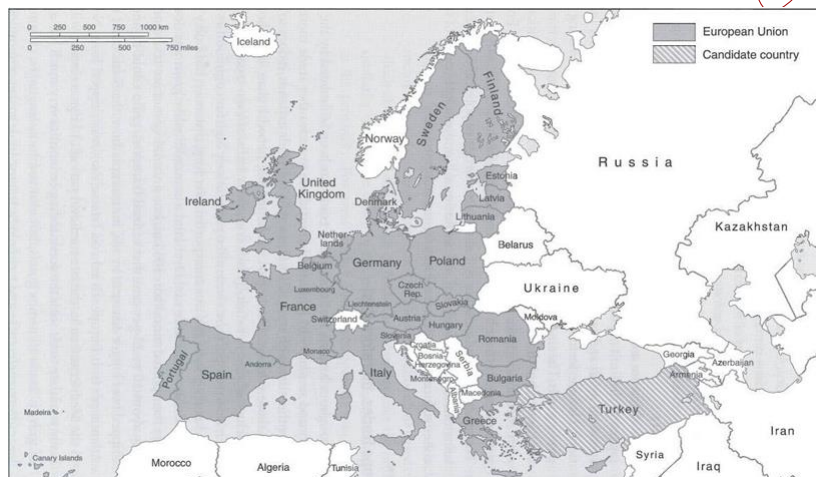 0 250 500 750 1000 km
0 250 500 750 miles
European Union
Candidate country
Iceland
Norway
Sweden
Finland
Russia
Estonia
Latvia
Lithuania
Ireland
United
Kingdom
Denmark
Nether-
lands
Belarus
Kazakhstan
Belgium
Germany
Poland
Luxembourg
Czech
Rep.
Ukraine
France
Liechtenstein
Slovakia
Switzerland
Austria
Hungary
Moldova
Slovenia
Croatia
Romania
Monaco
Bosnia-
Herzegovina
Serbia
Georgia
Azerbaijan
Armenia
Portugal
Spain
Andorra
Italy
Montenegro
Bulgaria
Albania
Macedonia
Turkey
Greece
Madeira
Canary Islands
Morocco
Algeria
Tunisia
Syria
Iraq
Iran